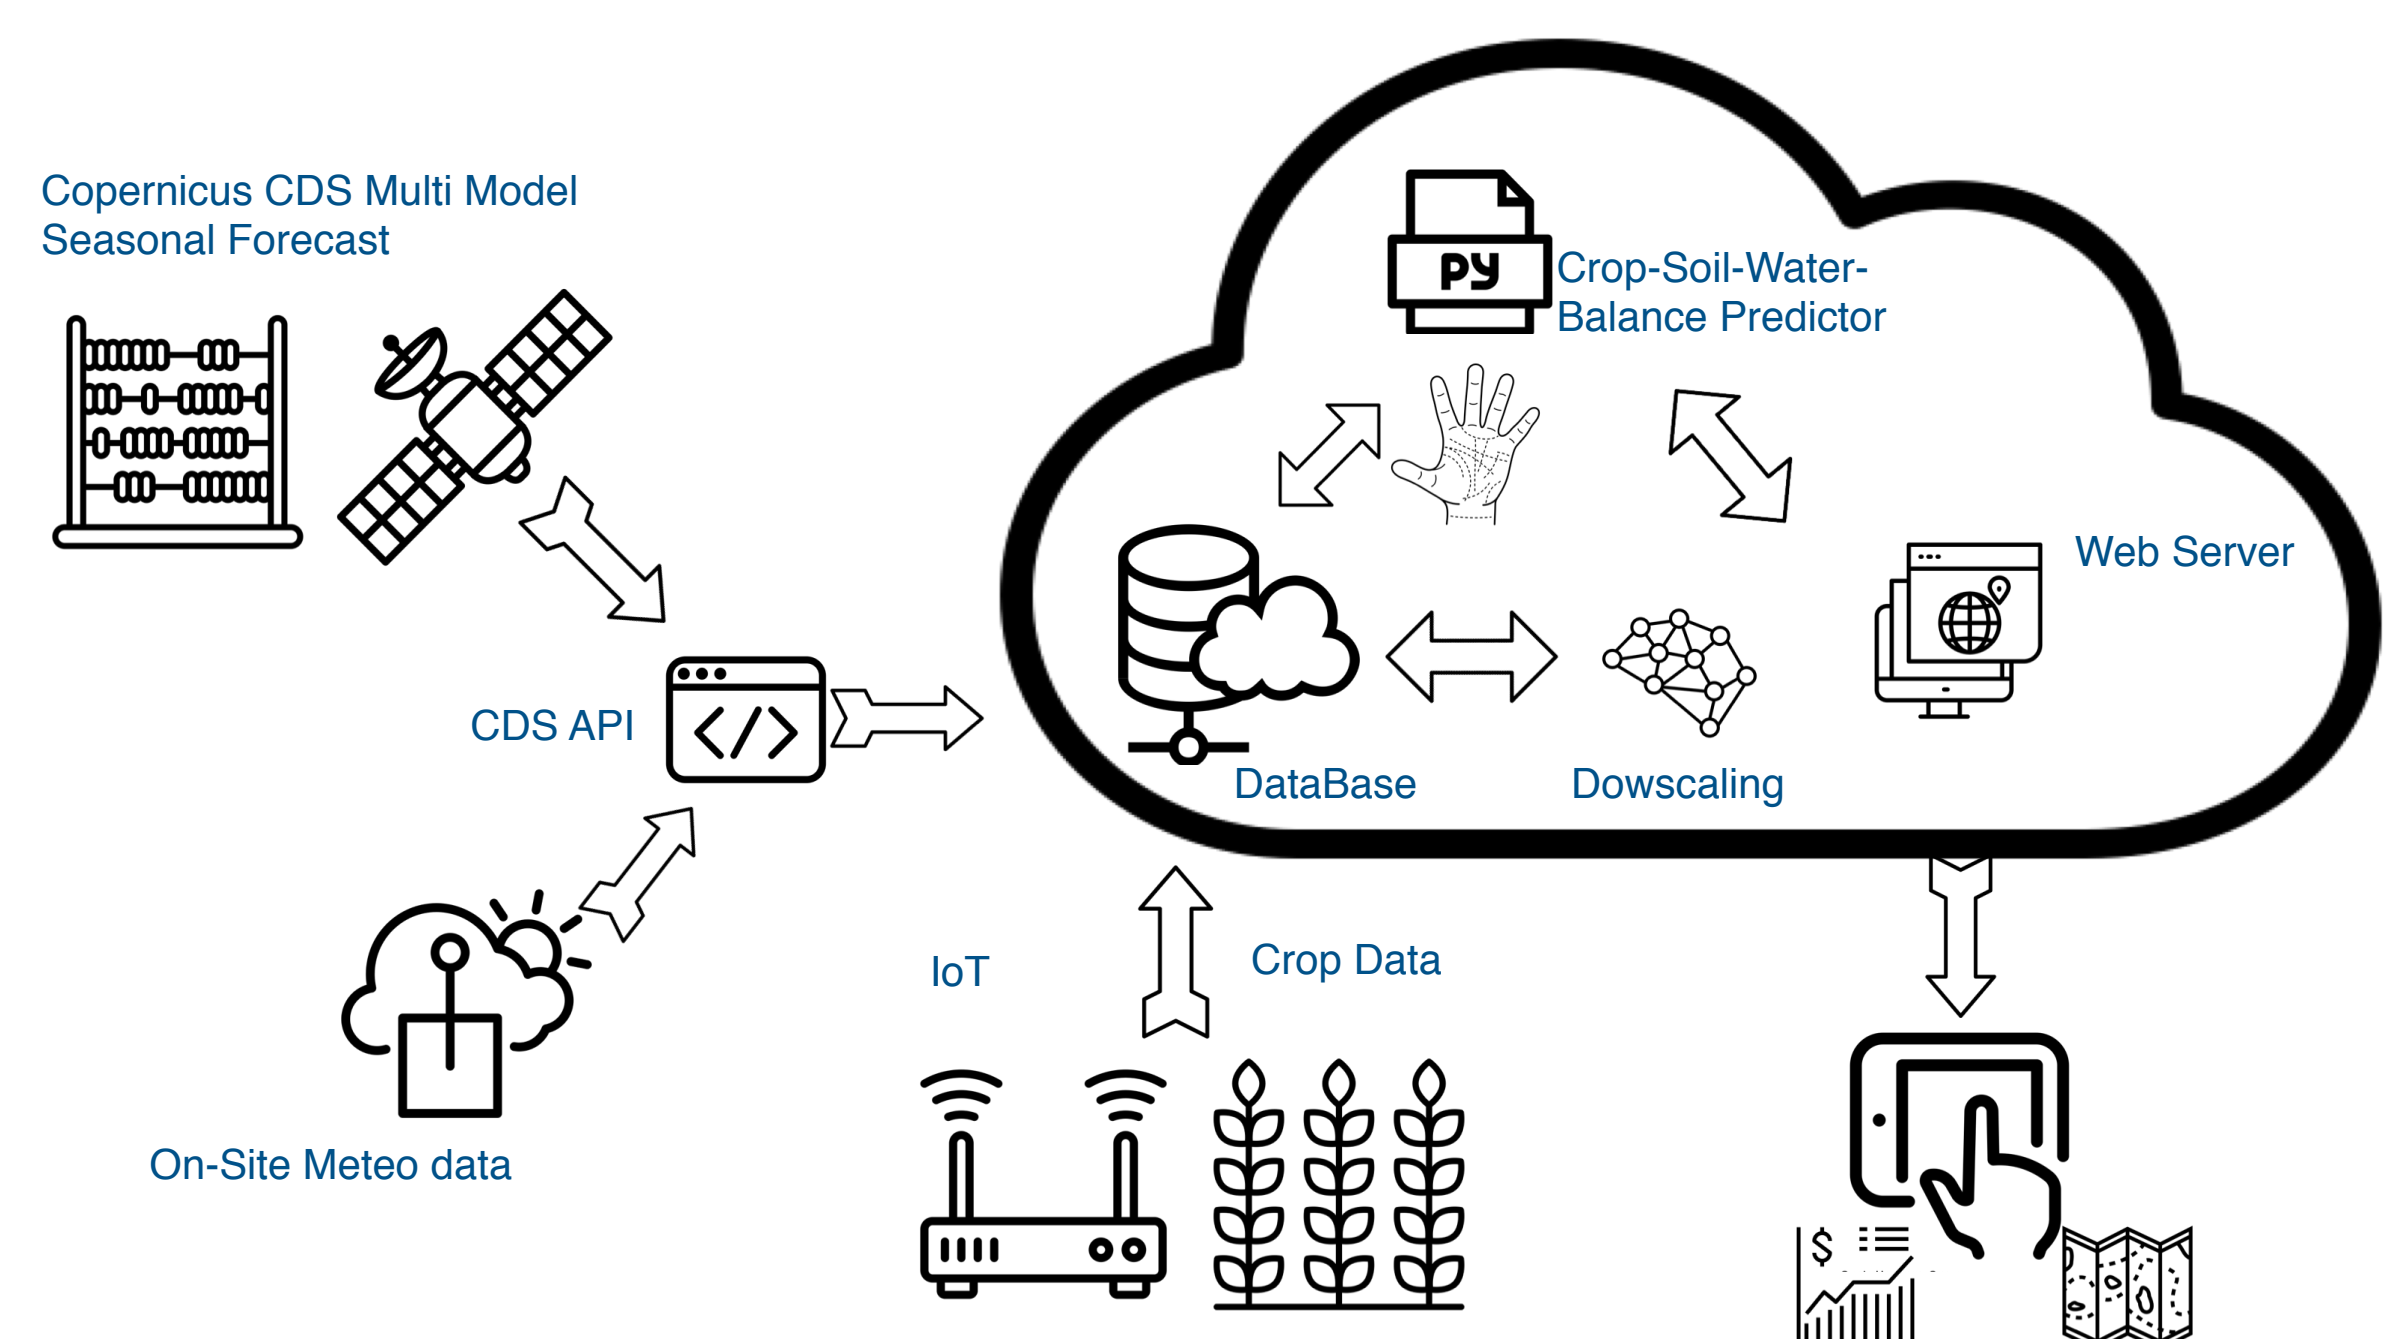 Copernicus CDS Multi Model
Seasonal Forecast
PY
Crop-Soil-Water-
Balance Predictor
Web Server
CDS API
</>
DataBase
Dowscaling
IoT
Crop Data
On-Site Meteo data
$